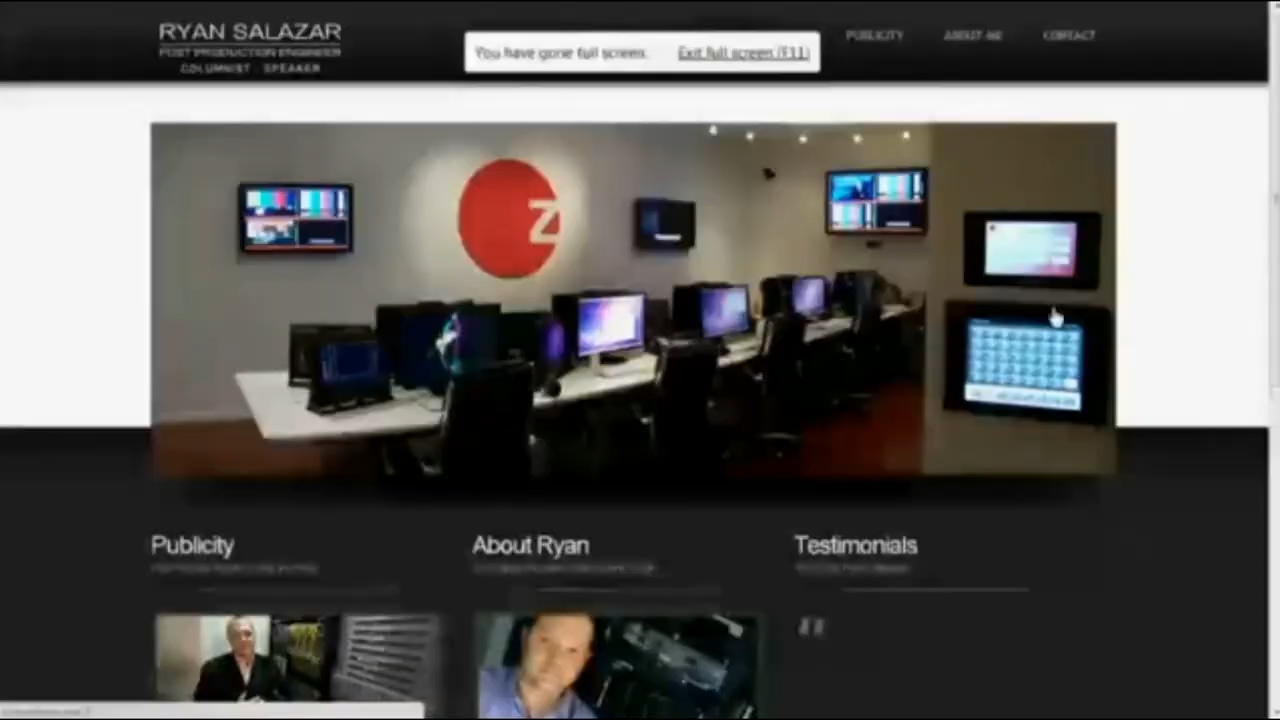 RYAN SALAZAR
POST PRODUCTION ENGINEER
COLUMNIST . SPEAKER
You have gone full screen. Exit full screen (F11)
PUBLICITY ABOUT ME CONTACT
Z
Publicity About Ryan Testimonials